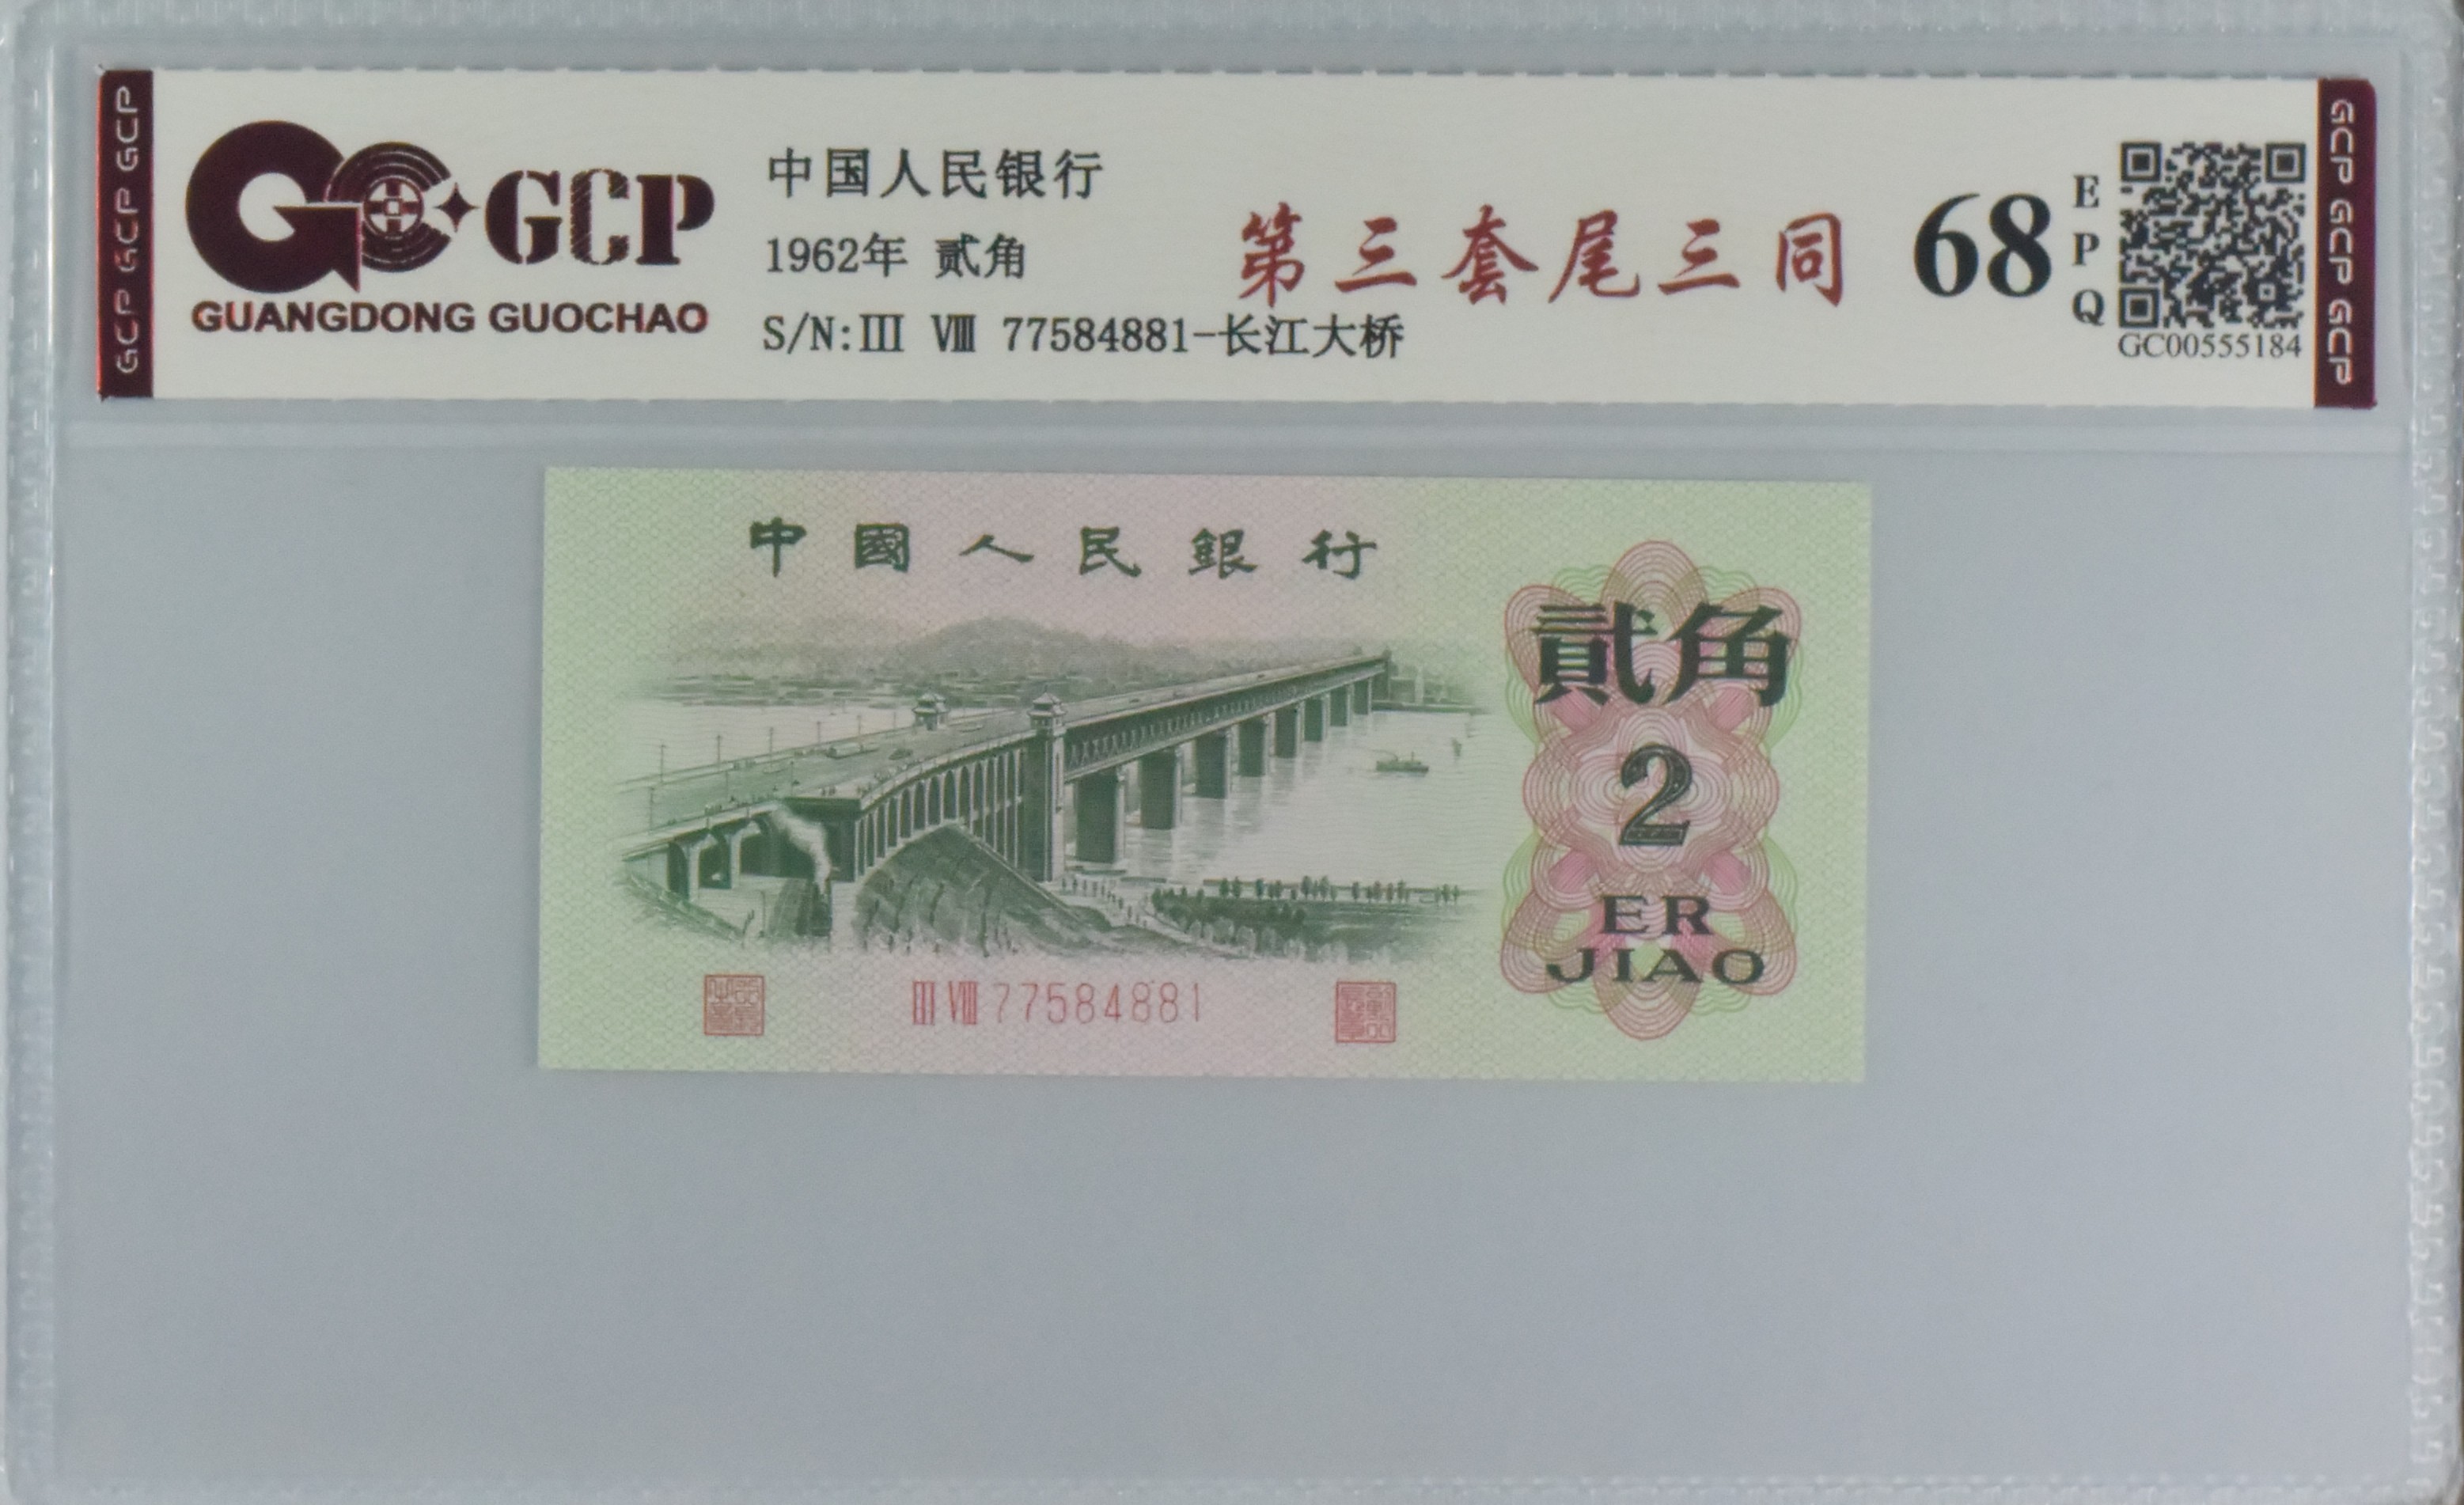 GCP GCP GCP
GCP
GUANGDONG GUOCHAO
中国人民银行
1962年 贰角
S/N:III VIII 77584881-长江大桥
第三套尾三同
68
EPQ
GC00555184
GCP GCP GCP
中國人民銀行
貳角
2
ER
JIAO
III VIII 77584881